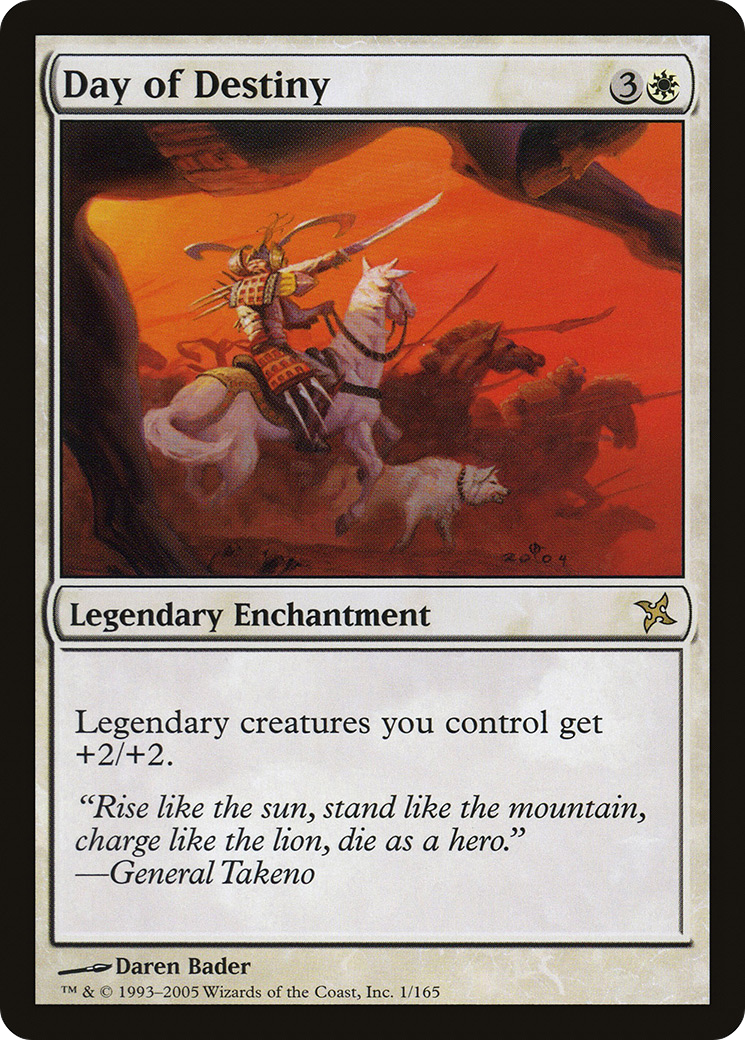 Day of Destiny 3
2004
Legendary Enchantment
Legendary creatures you control get
+2/+2.
“Rise like the sun, stand like the mountain,
charge like the lion, die as a hero.”
—General Takeno
Daren Bader
™ & © 1993–2005 Wizards of the Coast, Inc. 1/165